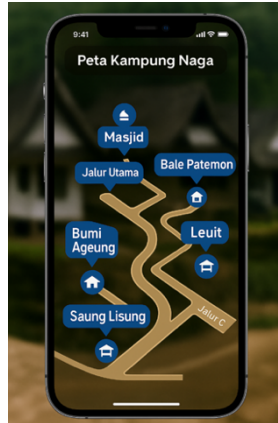 9:41
Peta Kampung Naga
Masjid
Jalur Utama
Bale Patemon
Bumi
Ageung
Leuit
Jalur C
Saung Lisung